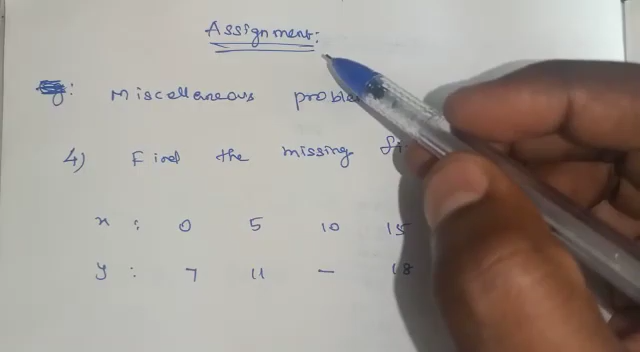 Assignment:
Miscellaneous
4) Find the missing
x : 0 5 10 15
y : 7 11 - 18